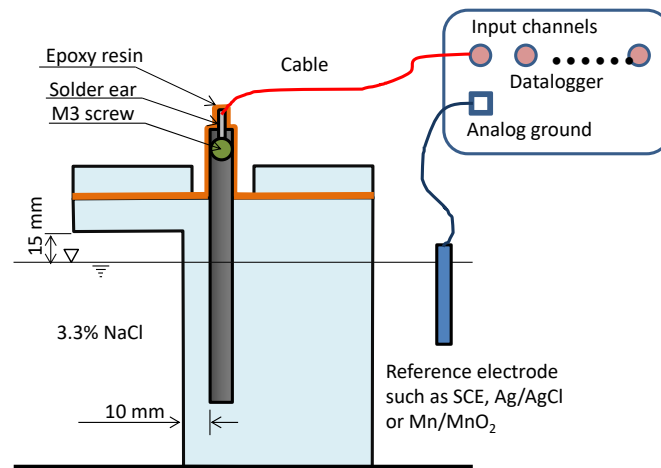 Input channels
Epoxy resin
Cable
Solder ear
Datalogger
M3 screw
Analog ground
15 mm
3.3% NaCl
Reference electrode
such as SCE, Ag/AgCl
or Mn/MnO₂
10 mm